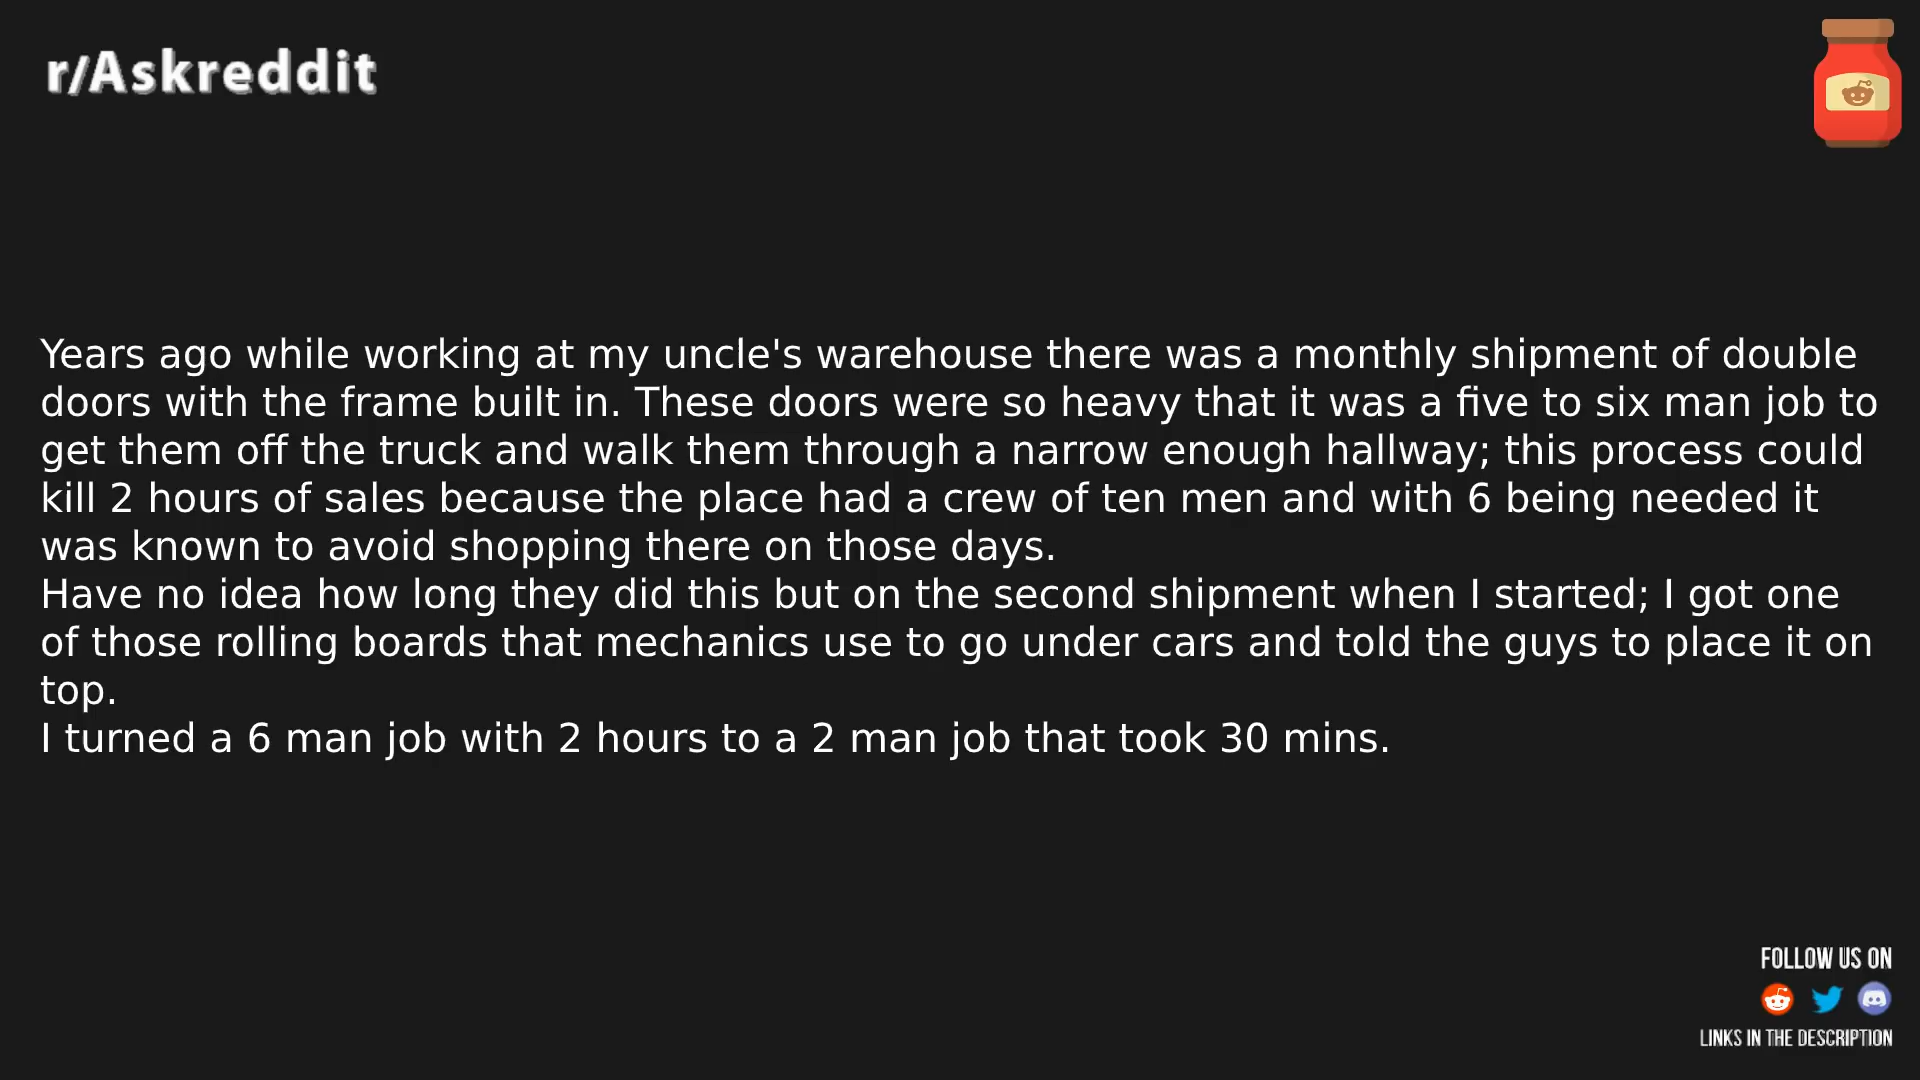 r/Askreddit
Years ago while working at my uncle's warehouse there was a monthly shipment of double
doors with the frame built in. These doors were so heavy that it was a five to six man job to
get them off the truck and walk them through a narrow enough hallway; this process could
kill 2 hours of sales because the place had a crew of ten men and with 6 being needed it
was known to avoid shopping there on those days.
Have no idea how long they did this but on the second shipment when I started; I got one
of those rolling boards that mechanics use to go under cars and told the guys to place it on
top.
I turned a 6 man job with 2 hours to a 2 man job that took 30 mins.
FOLLOW US ON
LINKS IN THE DESCRIPTION